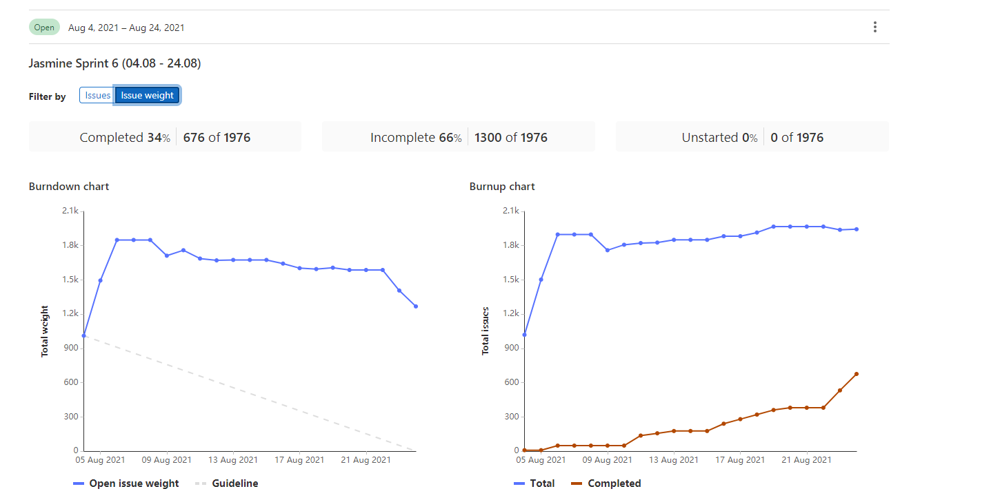 Open Aug 4, 2021 – Aug 24, 2021
Jasmine Sprint 6 (04.08 - 24.08)
Filter by Issues Issue weight
Completed 34% 676 of 1976 Incomplete 66% 1300 of 1976 Unstarted 0% 0 of 1976
Burndown chart
2.1k
1.8k
1.5k
1.2k
900
600
300
0
Total weight
05 Aug 2021 09 Aug 2021 13 Aug 2021 17 Aug 2021 21 Aug 2021
Open issue weight Guideline
Burnup chart
2.1k
1.8k
1.5k
1.2k
900
600
300
0
Total issues
05 Aug 2021 09 Aug 2021 13 Aug 2021 17 Aug 2021 21 Aug 2021
Total Completed